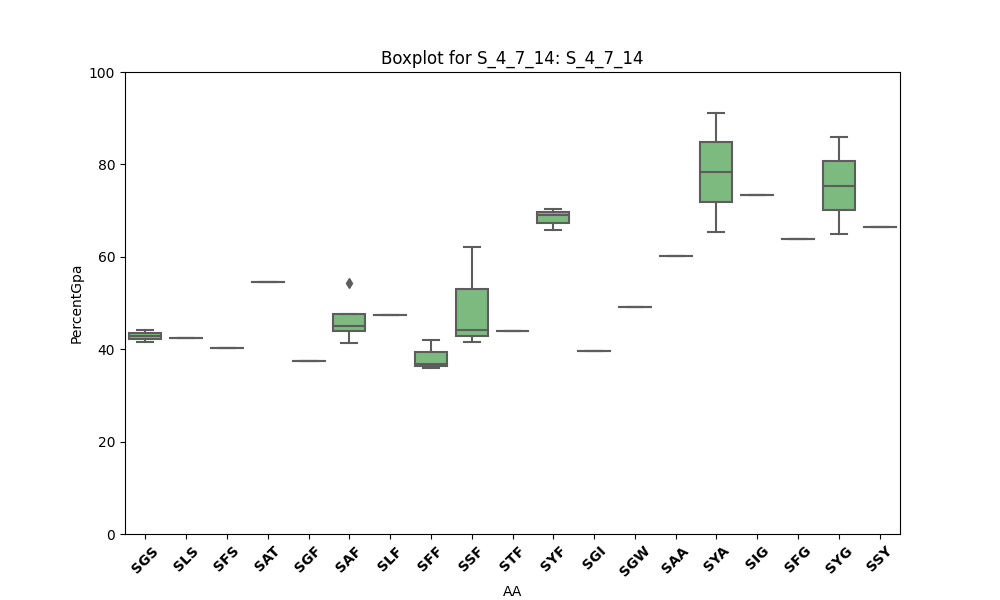 Boxplot for S_4_7_14: S_4_7_14
PercentGpa
100
80
60
40
20
0
SGS SLS SFS SAT SGF SAF SLF SFF SSF STF SYF SGI SGW SAA SYA SIG SFG SYG SSY
AA